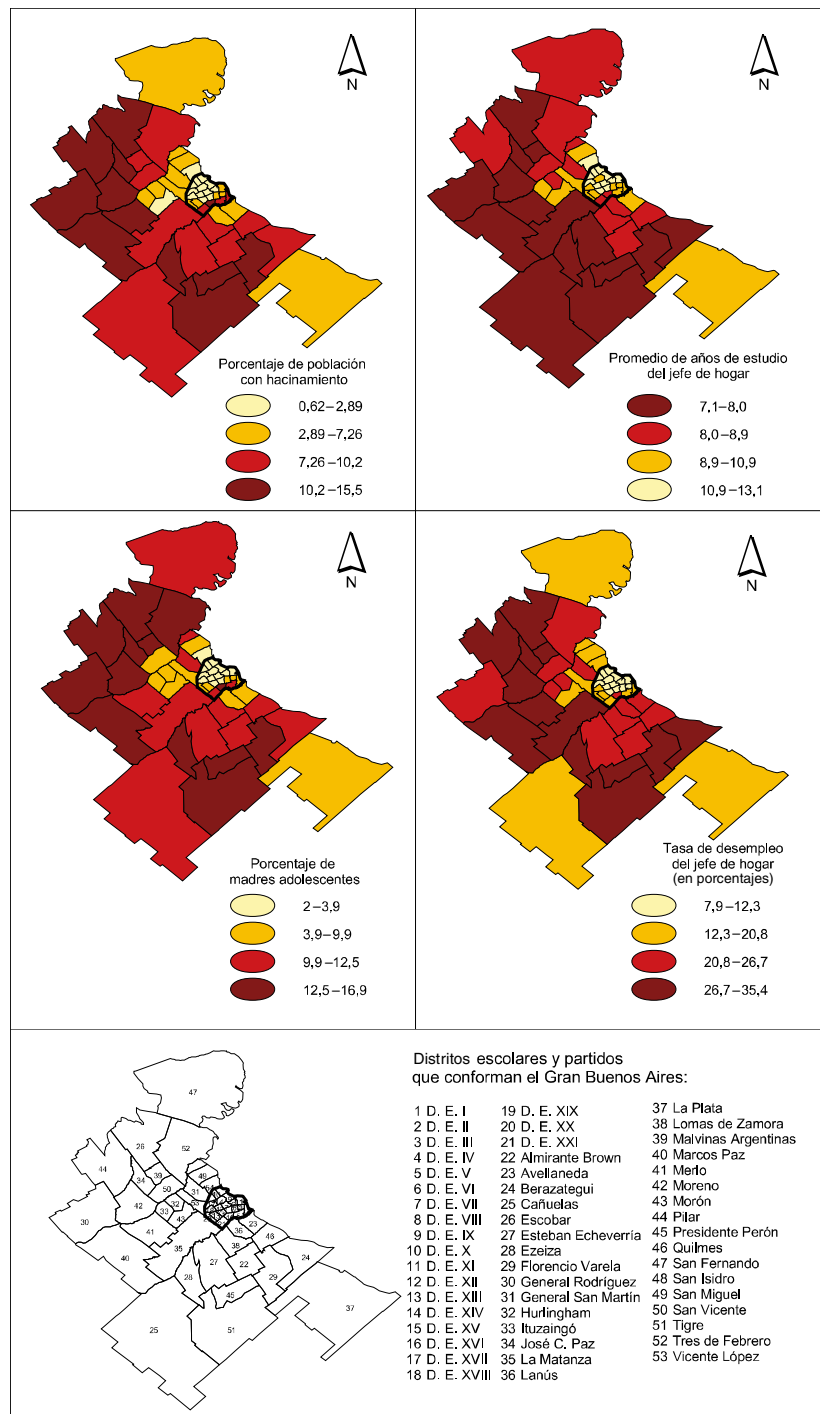 N
N
Porcentaje de población
con hacinamiento
0,62–2,89
2,89–7,26
7,26–10,2
10,2–15,5
Promedio de años de estudio
del jefe de hogar
7,1–8,0
8,0–8,9
8,9–10,9
10,9–13,1
N
N
Porcentaje de
madres adolescentes
2–3,9
3,9–9,9
9,9–12,5
12,5–16,9
Tasa de desempleo
del jefe de hogar
(en porcentajes)
7,9–12,3
12,3–20,8
20,8–26,7
26,7–35,4
47
26
52
44
39
49
34
50
31
42
32
33
43
30
41
23
36
46
40
35
38
27
22
24
28
29
45
37
25
51
Distritos escolares y partidos
que conforman el Gran Buenos Aires:
1 D. E. I
2 D. E. II
3 D. E. III
4 D. E. IV
5 D. E. V
6 D. E. VI
7 D. E. VII
8 D. E. VIII
9 D. E. IX
10 D. E. X
11 D. E. XI
12 D. E. XII
13 D. E. XIII
14 D. E. XIV
15 D. E. XV
16 D. E. XVI
17 D. E. XVII
18 D. E. XVIII
19 D. E. XIX
20 D. E. XX
21 D. E. XXI
22 Almirante Brown
23 Avellaneda
24 Berazategui
25 Cañuelas
26 Escobar
27 Esteban Echeverría
28 Ezeiza
29 Florencio Varela
30 General Rodríguez
31 General San Martín
32 Hurlingham
33 Ituzaingó
34 José C. Paz
35 La Matanza
36 Lanús
37 La Plata
38 Lomas de Zamora
39 Malvinas Argentinas
40 Marcos Paz
41 Merlo
42 Moreno
43 Morón
44 Pilar
45 Presidente Perón
46 Quilmes
47 San Fernando
48 San Isidro
49 San Miguel
50 San Vicente
51 Tigre
52 Tres de Febrero
53 Vicente López